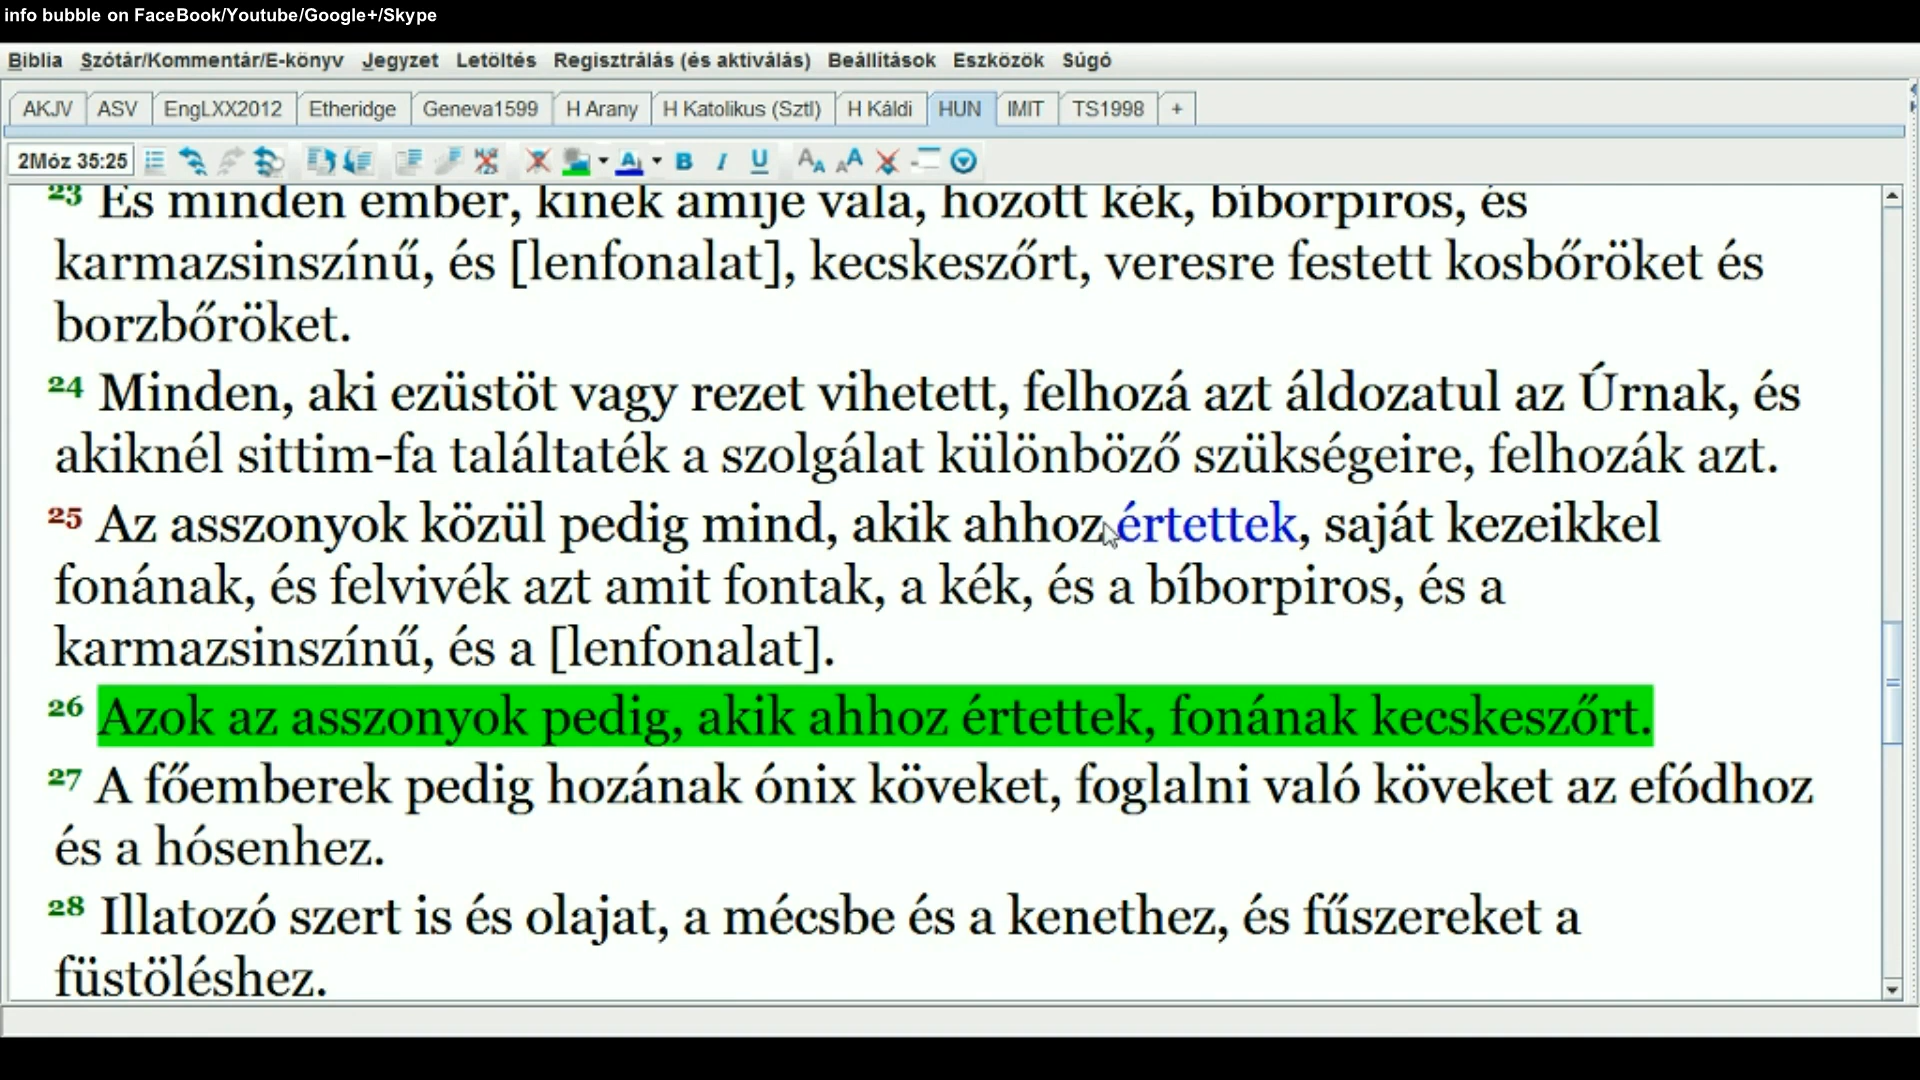 info bubble on FaceBook/Youtube/Google+/Skype
Biblia Szótár/Kommentár/E-könyv Jegyzet Letöltés Regisztrálás (és aktiválás) Beállítások Eszközök Súgó
AKJV ASV EngLXX2012 Etheridge Geneva1599 H Arany H Katolikus (Sztl) H Káldi HUN IMIT TS1998 +
2Móz 35:25 A B I U A A A A
23 És minden ember, kinek amije vala, hozott kék, bíborpiros, és
karmazsinszínű, és [lenfonalat], kecskeszőrt, veresre festett kosbőröket és
borzbőröket.
24 Minden, aki ezüstöt vagy rezet vihetett, felhozá azt áldozatul az Úrnak, és
akiknél sittim-fa találtaték a szolgálat különböző szükségeire, felhozák azt.
25 Az asszonyok közül pedig mind, akik ahhoz értettek, saját kezeikkel
fonának, és felvivék azt amit fontak, a kék, és a bíborpiros, és a
karmazsinszínű, és a [lenfonalat].
26 Azok az asszonyok pedig, akik ahhoz értettek, fonának kecskeszőrt.
27 A főemberek pedig hozának ónix köveket, foglalni való köveket az efódhoz
és a hósenhez.
28 Illatozó szert is és olajat, a mécsbe és a kenethez, és fűszereket a
füstöléshez.